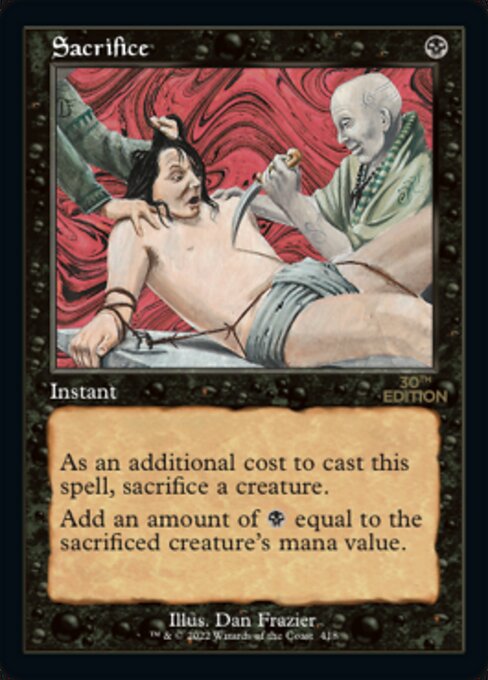 Sacrifice
Instant
30TH
EDITION
As an additional cost to cast this
spell, sacrifice a creature.
Add an amount of equal to the
sacrificed creature's mana value.
Illus. Dan Frazier
™ & © 2022 Wizards of the Coast 418